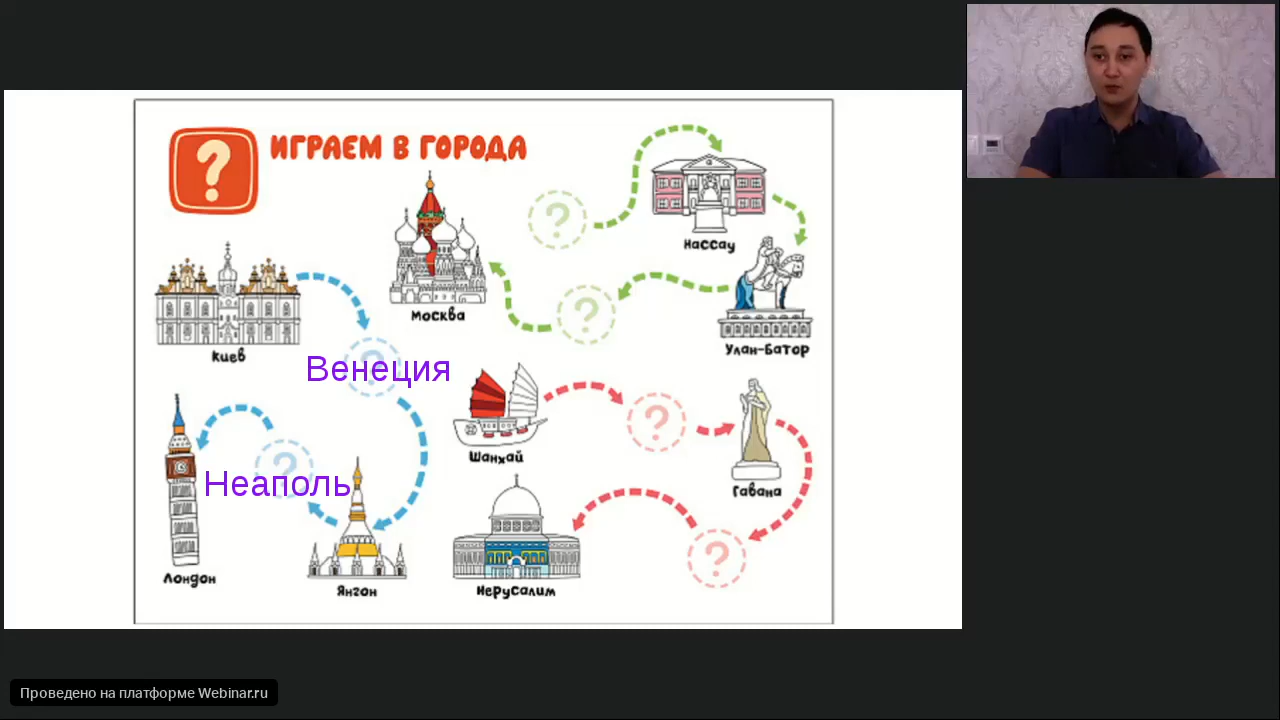 ИГРАЕМ В ГОРОДА
Нассау
Москва
Улан-Батор
Киев
Венеция
Шанхай
Гавана
Неаполь
Лондон
Янгон
Иерусалим
Проведено на платформе Webinar.ru